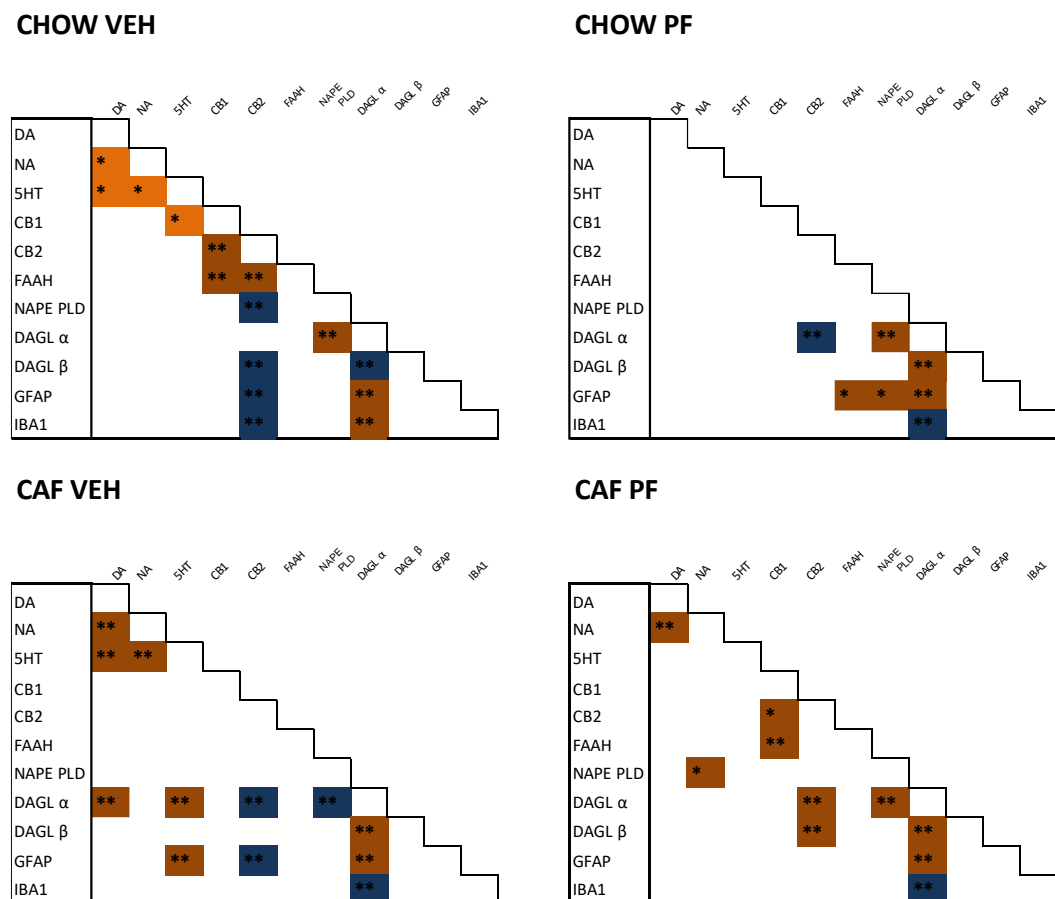 CHOW VEH
CHOW PF
DA NA 5HT CB1 CB2 FAAH NAPE PLD DAGL α DAGL β GFAP IBA1
DA NA 5HT CB1 CB2 FAAH NAPE PLD DAGL α DAGL β GFAP IBA1
DA
NA *
5HT * *
CB1 *
CB2 **
FAAH ** **
NAPE PLD **
DAGL α **
DAGL β ** **
GFAP ** **
IBA1 ** **
DA
NA
5HT
CB1
CB2
FAAH
NAPE PLD
DAGL α ** **
DAGL β **
GFAP * * **
IBA1 **
CAF VEH
CAF PF
DA NA 5HT CB1 CB2 FAAH NAPE PLD DAGL α DAGL β GFAP IBA1
DA NA 5HT CB1 CB2 FAAH NAPE PLD DAGL α DAGL β GFAP IBA1
DA
NA **
5HT ** **
CB1
CB2
FAAH
NAPE PLD
DAGL α ** ** ** **
DAGL β **
GFAP ** ** **
IBA1 **
DA
NA **
5HT
CB1
CB2 *
FAAH **
NAPE PLD *
DAGL α ** **
DAGL β ** **
GFAP **
IBA1 **